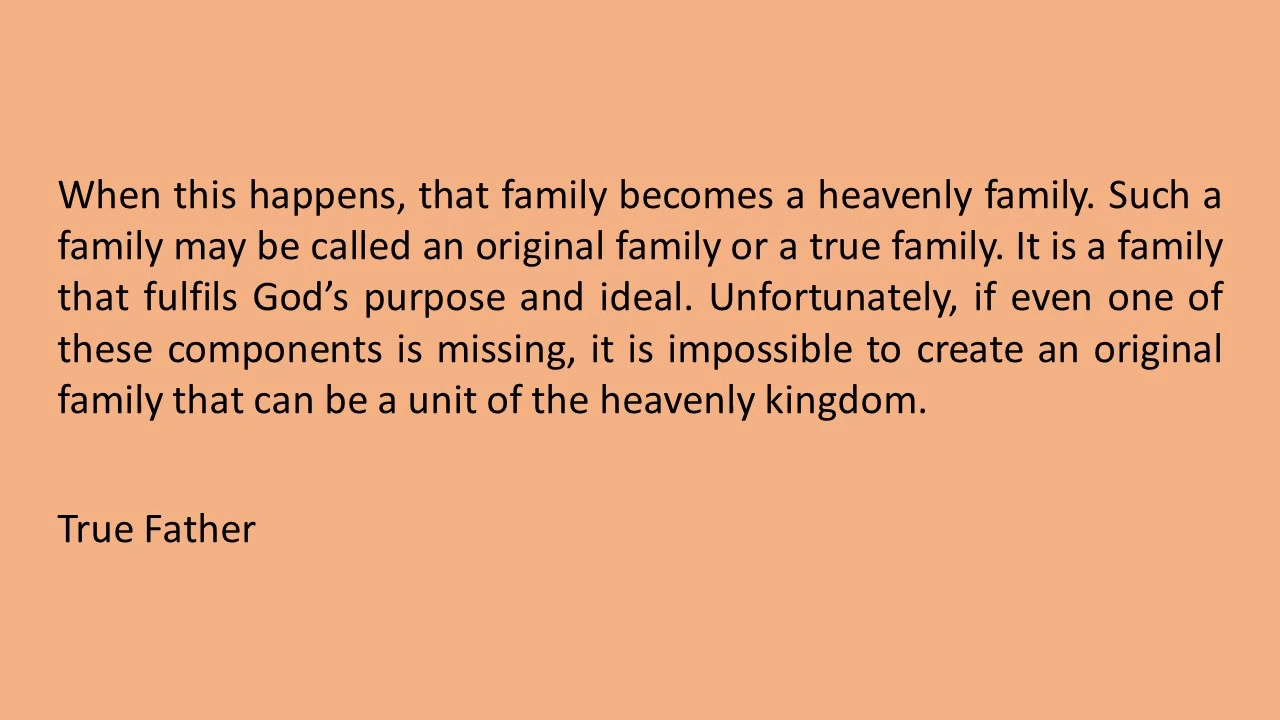 When this happens, that family becomes a heavenly family. Such a
family may be called an original family or a true family. It is a family
that fulfils God’s purpose and ideal. Unfortunately, if even one of
these components is missing, it is impossible to create an original
family that can be a unit of the heavenly kingdom.
True Father